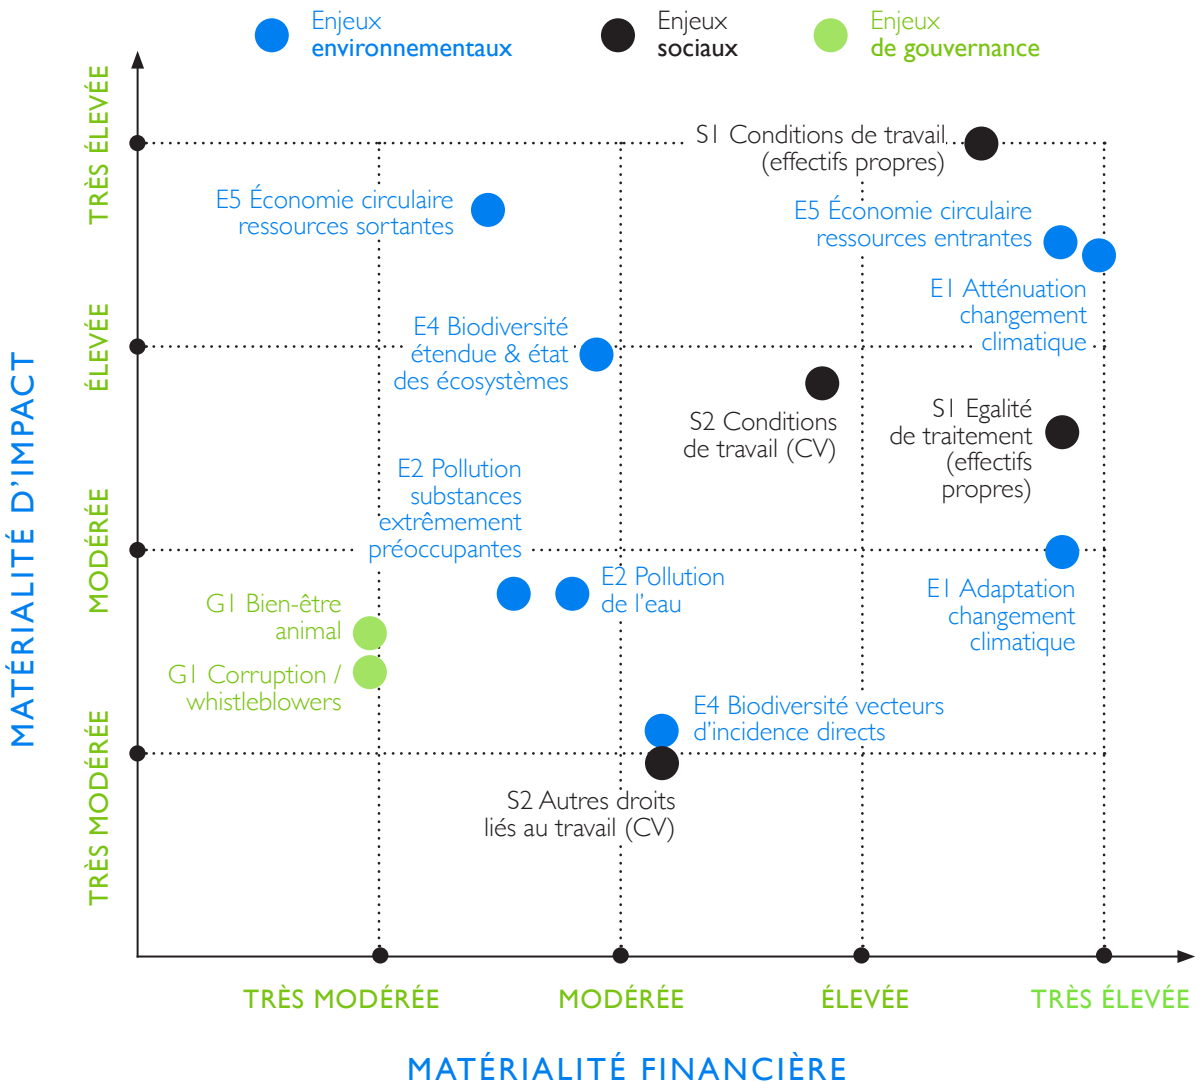 Enjeux
environnementaux
Enjeux
sociaux
Enjeux
de gouvernance
MATÉRIALITÉ D’IMPACT
TRÈS ÉLEVÉE
ÉLEVÉE
MODÉRÉE
TRÈS MODÉRÉE
S1 Conditions de travail
(effectifs propres)
E5 Économie circulaire
ressources sortantes
E5 Économie circulaire
ressources entrantes
E1 Atténuation
changement
climatique
E4 Biodiversité
étendue & état
des écosystèmes
S2 Conditions
de travail (CV)
S1 Egalité
de traitement
(effectifs
propres)
E2 Pollution
substances
extrêmement
préoccupantes
E2 Pollution
de l’eau
E1 Adaptation
changement
climatique
G1 Bien-être
animal
G1 Corruption /
whistleblowers
E4 Biodiversité vecteurs
d’incidence directs
S2 Autres droits
liés au travail (CV)
TRÈS MODÉRÉE
MODÉRÉE
ÉLEVÉE
TRÈS ÉLEVÉE
MATÉRIALITÉ FINANCIÈRE